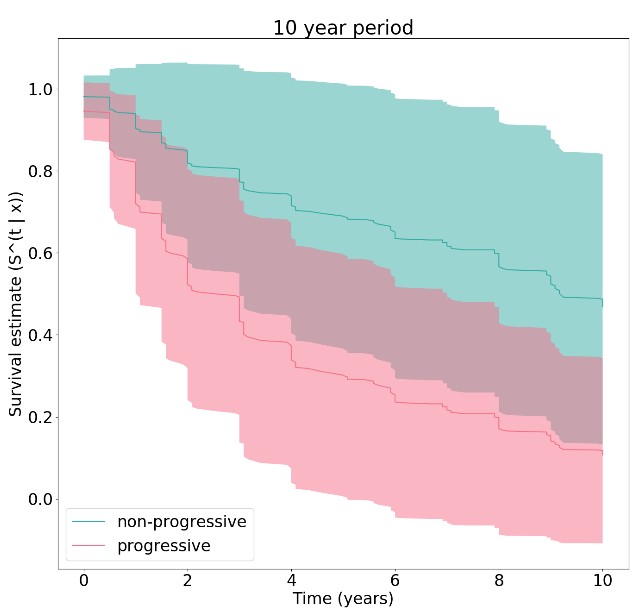 10 year period
Survival estimate (S^(t | x))
1.0
0.8
0.6
0.4
0.2
0.0
non-progressive
progressive
0 2 4 6 8 10
Time (years)